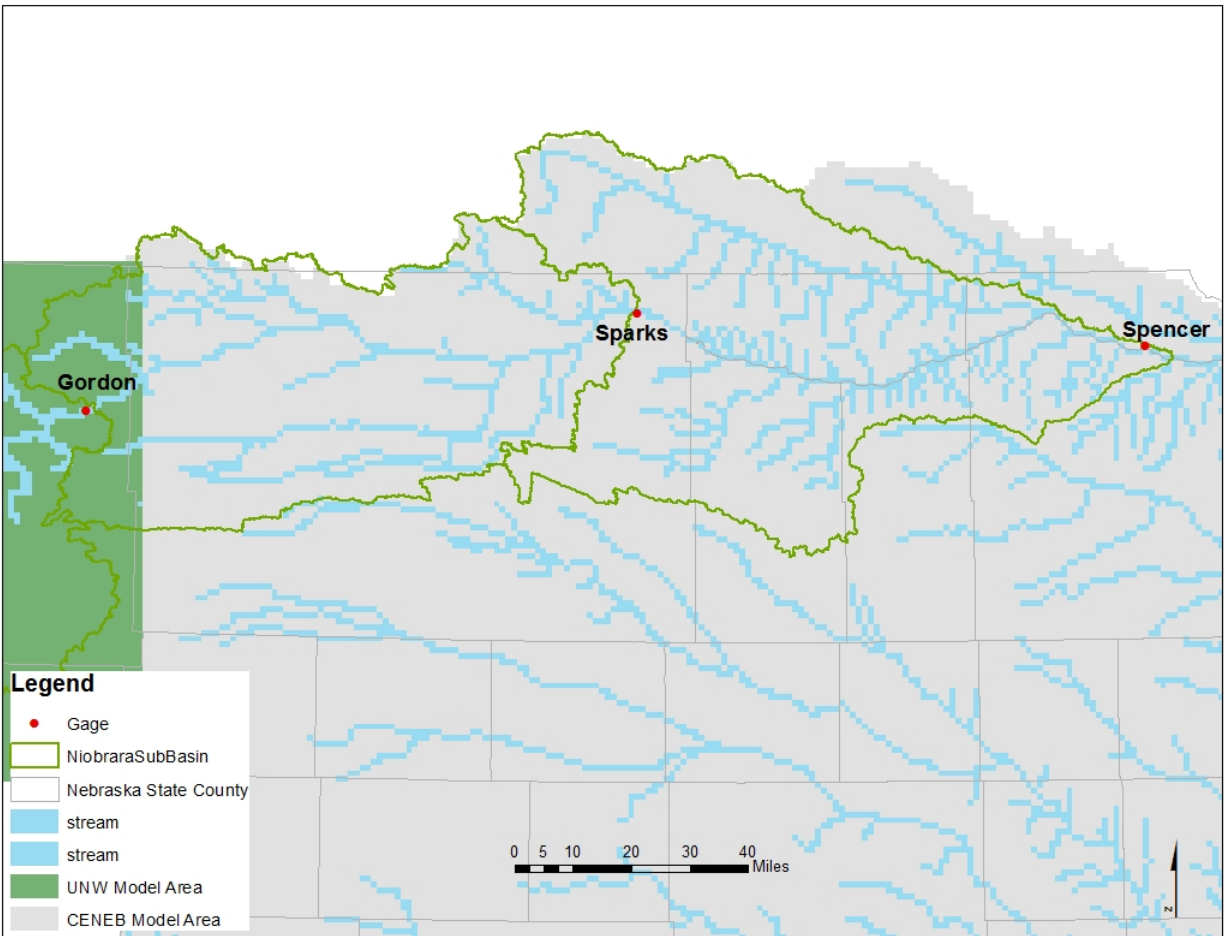 Sparks
Spencer
Gordon
Legend
Gage
NiobraraSubBasin
Nebraska State County
stream
stream
UNW Model Area
CENEB Model Area
0 5 10 20 30 40
Miles
N